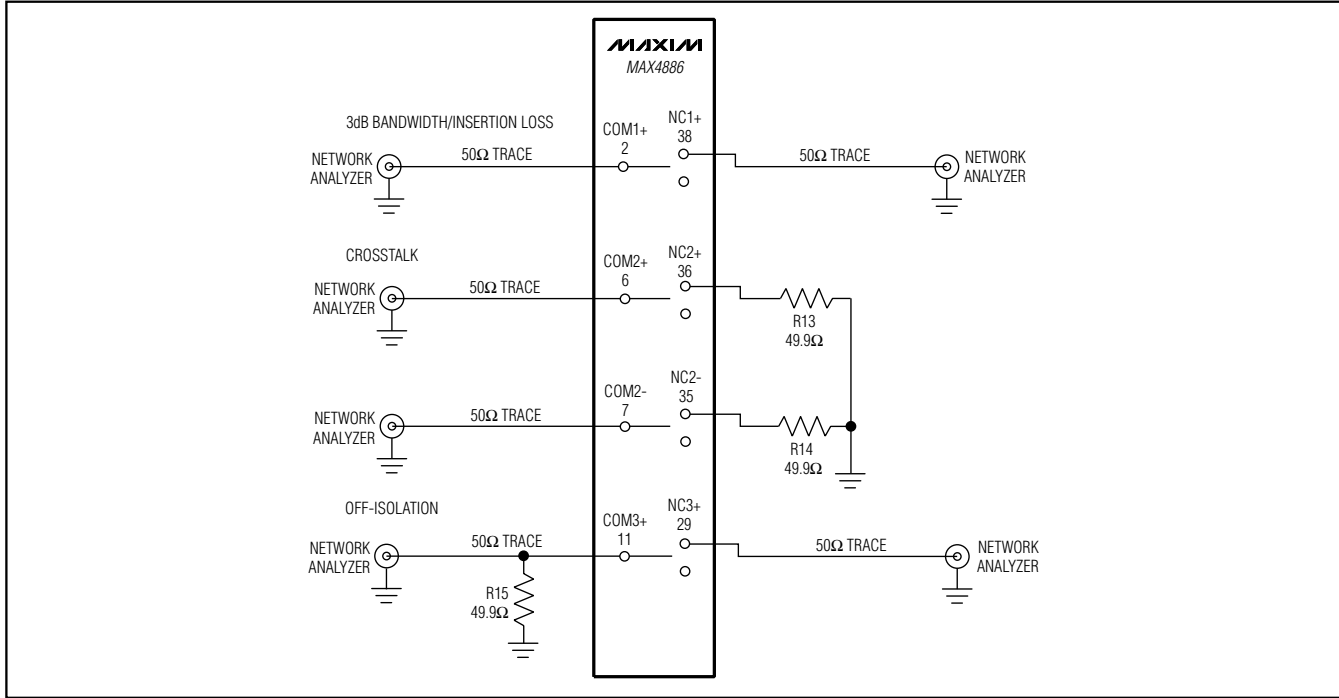 MAXIM
MAX4886
3dB BANDWIDTH/INSERTION LOSS
NETWORK
ANALYZER
50Ω TRACE
COM1+
2
NC1+
38
50Ω TRACE
NETWORK
ANALYZER
CROSSTALK
NETWORK
ANALYZER
50Ω TRACE
COM2+
6
NC2+
36
R13
49.9Ω
NETWORK
ANALYZER
50Ω TRACE
COM2-
7
NC2-
35
R14
49.9Ω
OFF-ISOLATION
NETWORK
ANALYZER
50Ω TRACE
R15
49.9Ω
COM3+
11
NC3+
29
50Ω TRACE
NETWORK
ANALYZER